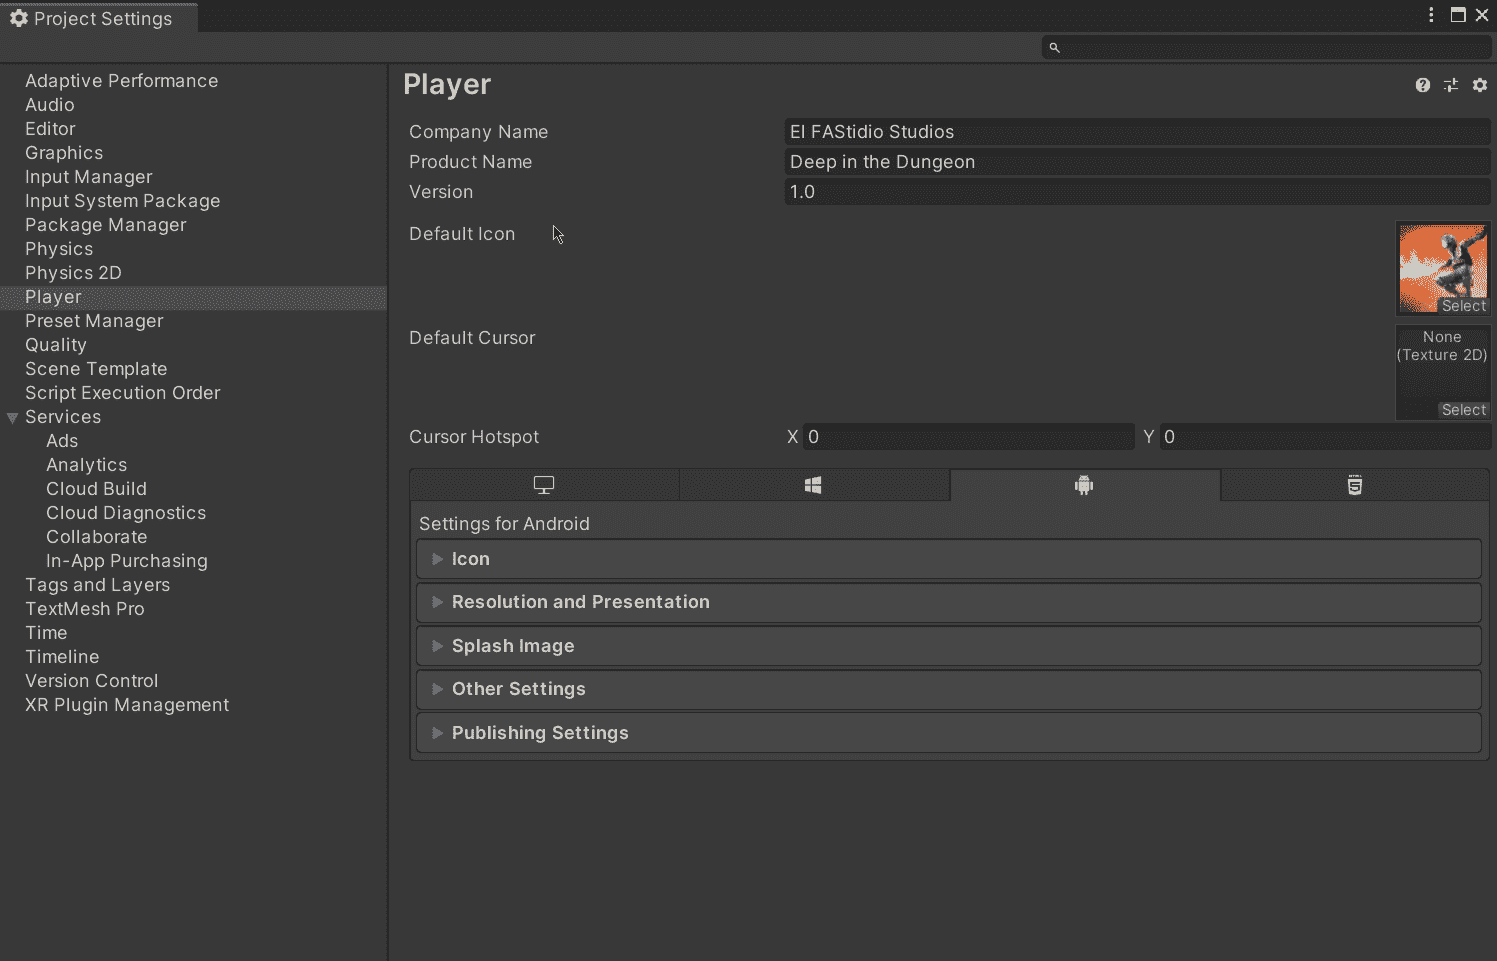 Project Settings
Adaptive Performance
Audio
Editor
Graphics
Input Manager
Input System Package
Package Manager
Physics
Physics 2D
Player
Preset Manager
Quality
Scene Template
Script Execution Order
Services
Ads
Analytics
Cloud Build
Cloud Diagnostics
Collaborate
In-App Purchasing
Tags and Layers
TextMesh Pro
Time
Timeline
Version Control
XR Plugin Management
Player
Company Name El FAStidio Studios
Product Name Deep in the Dungeon
Version 1.0
Default Icon
Select
Default Cursor
None
(Texture 2D)
Select
Cursor Hotspot X 0 Y 0
Settings for Android
Icon
Resolution and Presentation
Splash Image
Other Settings
Publishing Settings